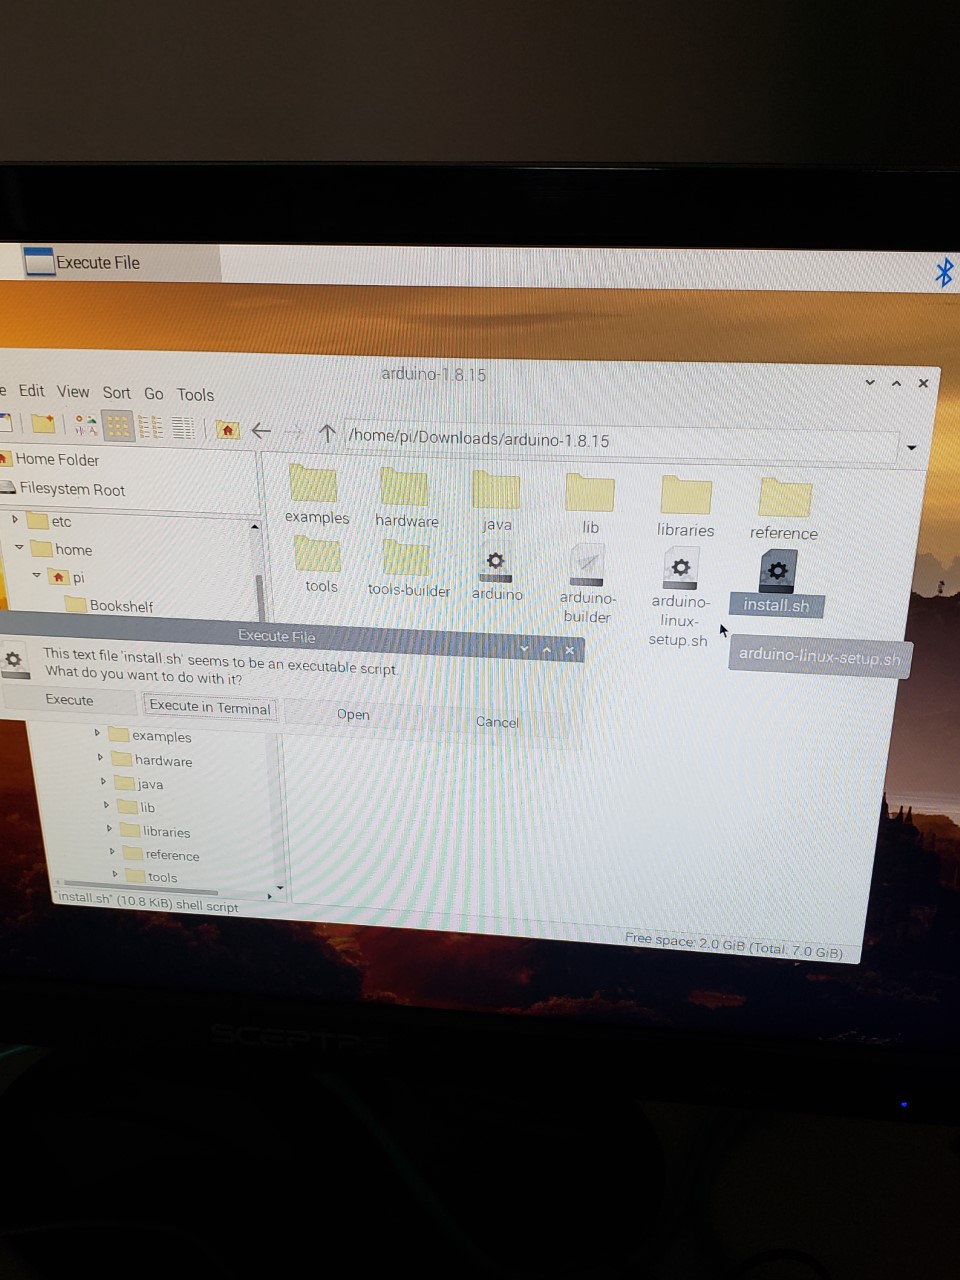 Execute File
arduino-1.8.15
Edit View Sort Go Tools
/home/pi/Downloads/arduino-1.8.15
Home Folder
Filesystem Root
etc
home
pi
Bookshelf
examples
hardware
java
lib
libraries
reference
tools
tools-builder
arduino
arduino-
builder
arduino-
linux-
setup.sh
install.sh
arduino-linux-setup.sh
Execute File
This text file 'install.sh' seems to be an executable script.
What do you want to do with it?
Execute
Execute in Terminal
Open
Cancel
examples
hardware
java
lib
libraries
reference
tools
"install.sh" (10.8 KiB) shell script
Free space: 2.0 GiB (Total: 7.0 GiB)
SCEPTRE